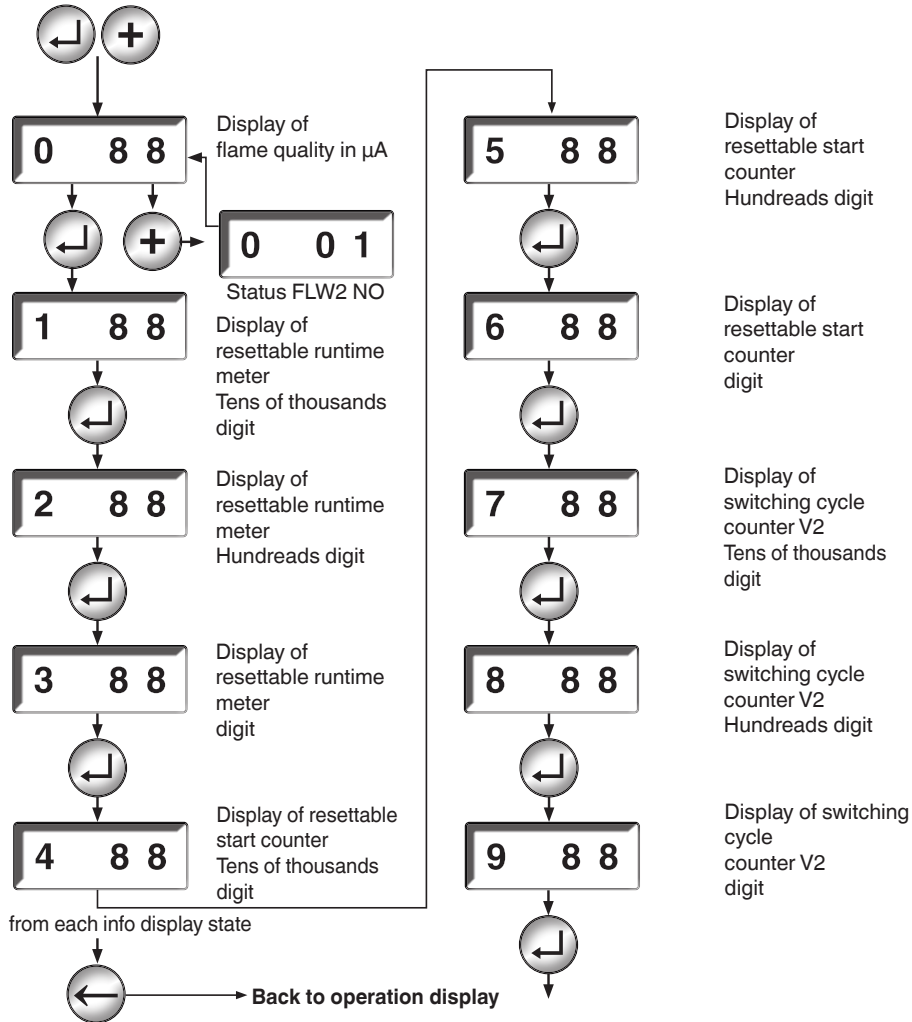 +
0 88
Display of
flame quality in µA
+
0 01
Status FLW2 NO
1 88
Display of
resettable runtime
meter
Tens of thousands
digit
2 88
Display of
resettable runtime
meter
Hundreads digit
3 88
Display of
resettable runtime
meter
digit
4 88
Display of resettable
start counter
Tens of thousands
digit
from each info display state
Back to operation display
5 88
Display of
resettable start
counter
Hundreads digit
6 88
Display of
resettable start
counter
digit
7 88
Display of
switching cycle
counter V2
Tens of thousands
digit
8 88
Display of
switching cycle
counter V2
Hundreads digit
9 88
Display of switching
cycle
counter V2
digit